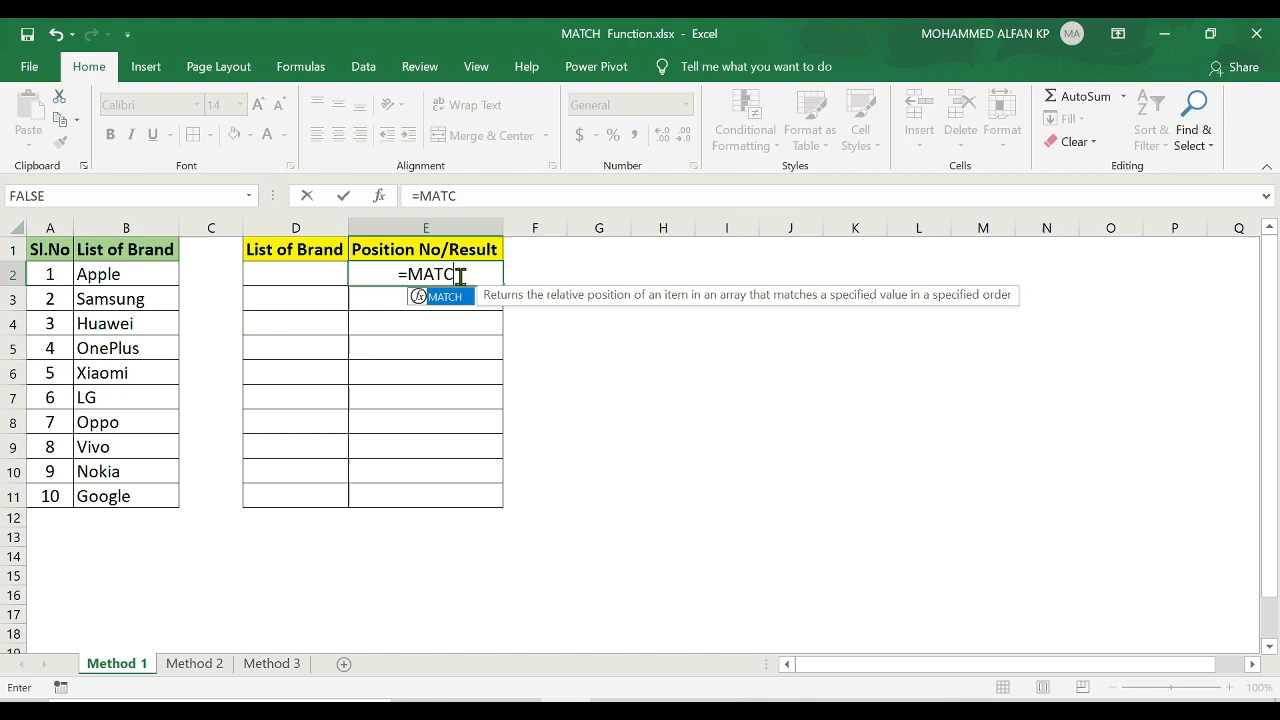 MATCH Function.xlsx - Excel
MOHAMMED ALFAN KP MA
File Home Insert Page Layout Formulas Data Review View Help Power Pivot Tell me what you want to do Share
Paste
Calibri 14 A A
B I U A
ab Wrap Text
Merge & Center
General
$ % , .0 .00
Conditional Formatting
Format as Table
Cell Styles
Insert
Delete
Format
AutoSum
Fill
Clear
Sort & Filter
Find & Select
Clipboard Font Alignment Number Styles Cells Editing
FALSE fx =MATC
A B C D E F G H I J K L M N O P Q
1 Sl.No List of Brand List of Brand Position No/Result
2 1 Apple =MATC
3 2 Samsung fx MATCH Returns the relative position of an item in an array that matches a specified value in a specified order
4 3 Huawei
5 4 OnePlus
6 5 Xiaomi
7 6 LG
8 7 Oppo
9 8 Vivo
10 9 Nokia
11 10 Google
12
13
14
15
16
17
18
Method 1 Method 2 Method 3
Enter 100%